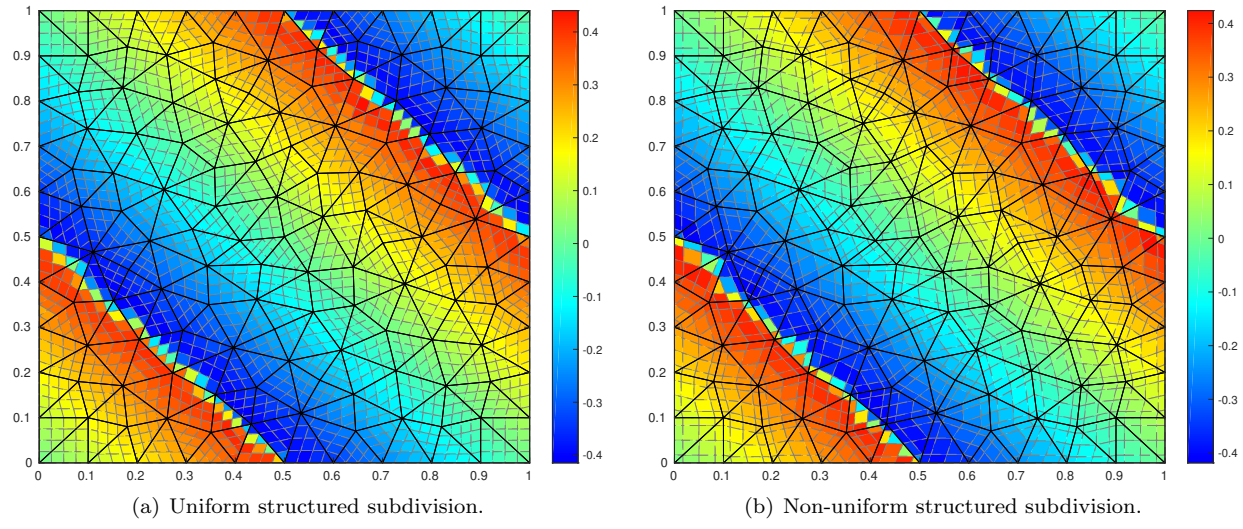 1 0.9 0.8 0.7 0.6 0.5 0.4 0.3 0.2 0.1 0
0 0.1 0.2 0.3 0.4 0.5 0.6 0.7 0.8 0.9 1
0.4 0.3 0.2 0.1 0 -0.1 -0.2 -0.3 -0.4
(a) Uniform structured subdivision.
1 0.9 0.8 0.7 0.6 0.5 0.4 0.3 0.2 0.1 0
0 0.1 0.2 0.3 0.4 0.5 0.6 0.7 0.8 0.9 1
0.4 0.3 0.2 0.1 0 -0.1 -0.2 -0.3 -0.4
(b) Non-uniform structured subdivision.